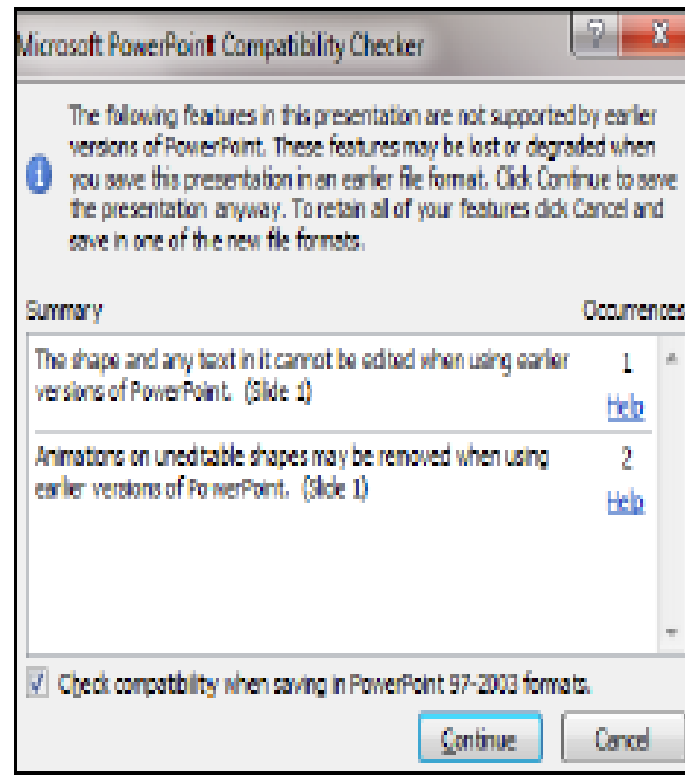 Microsoft PowerPoint Compatibility Checker
The following features in this presentation are not supported by earlier
versions of PowerPoint. These features may be lost or degraded when
you save this presentation in an earlier file format. Click Continue to save
the presentation anyway. To retain all of your features click Cancel and
save in one of the new file formats.
Summary Occurrences
The shape and any text in it cannot be edited when using earlier 1
versions of PowerPoint. (Slide 1)
Help
Animations on uneditable shapes may be removed when using 2
earlier versions of PowerPoint. (Slide 1)
Help
Check compatibility when saving in PowerPoint 97-2003 formats.
Continue Cancel